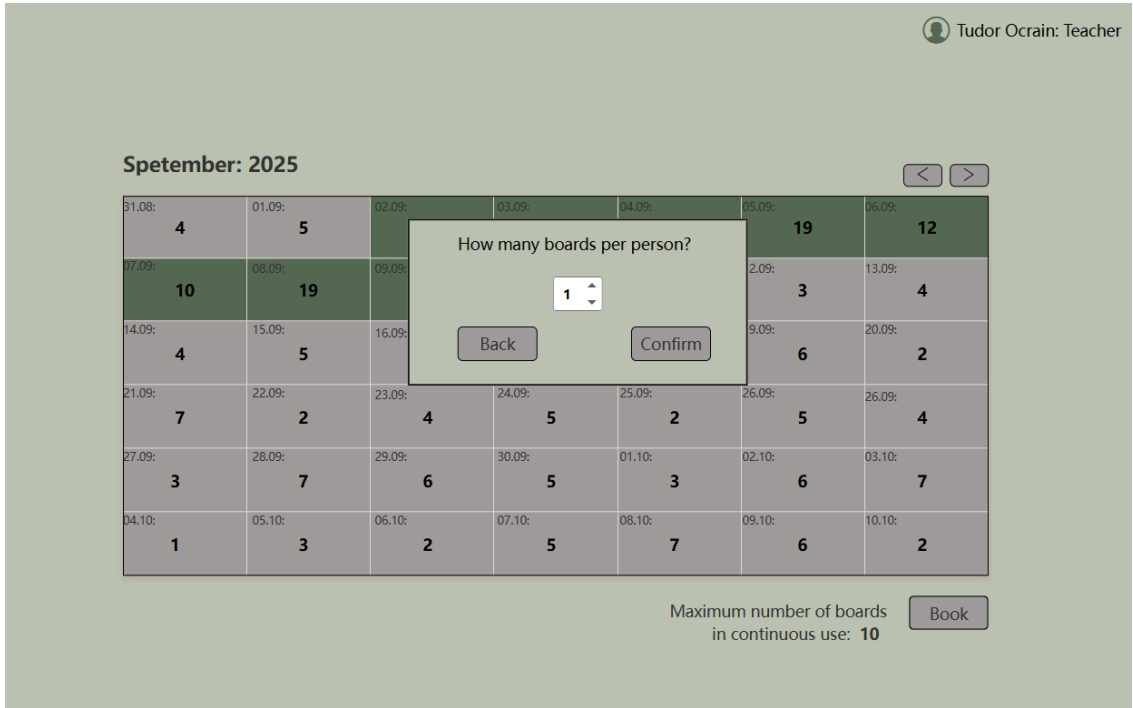 Tudor Ocrain: Teacher
Spetember: 2025
< >
31.08: 01.09: 02.09: 03.09: 04.09: 05.09: 06.09:
4 5 19 12
How many boards per person?
07.09: 08.09: 09.09: 2.09: 13.09:
10 19 1 3 4
14.09: 15.09: 16.09: 9.09: 20.09:
Back Confirm
4 5 6 2
21.09: 22.09: 23.09: 24.09: 25.09: 26.09: 26.09:
7 2 4 5 2 5 4
27.09: 28.09: 29.09: 30.09: 01.10: 02.10: 03.10:
3 7 6 5 3 6 7
04.10: 05.10: 06.10: 07.10: 08.10: 09.10: 10.10:
1 3 2 5 7 6 2
Maximum number of boards
in continuous use: 10
Book